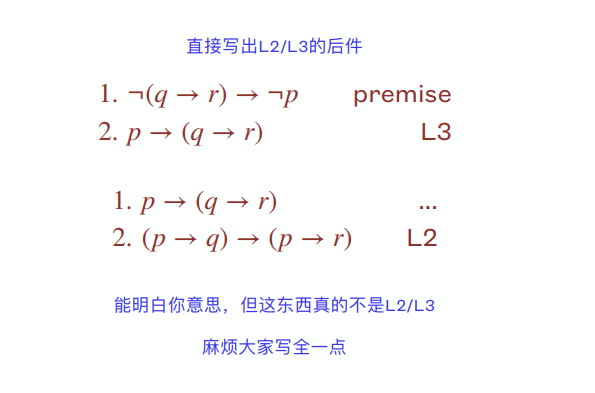 直接写出L2/L3的后件
1. ¬(q → r) → ¬p premise
2. p → (q → r) L3
1. p → (q → r) ...
2. (p → q) → (p → r) L2
能明白你意思，但这东西真的不是L2/L3
麻烦大家写全一点